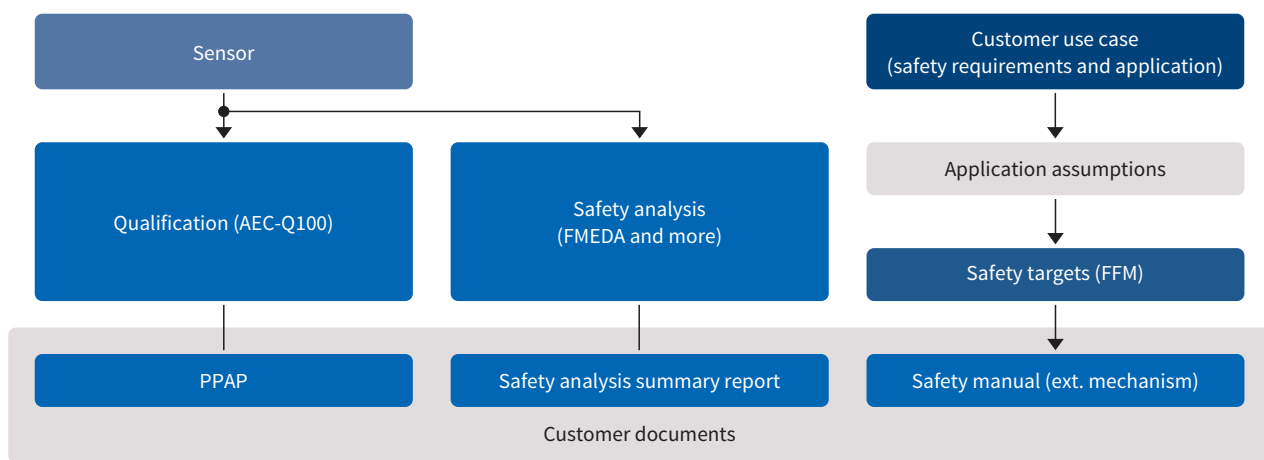 Sensor
Customer use case
(safety requirements and application)
Qualification (AEC-Q100)
Safety analysis
(FMEDA and more)
Application assumptions
Safety targets (FFM)
PPAP
Safety analysis summary report
Safety manual (ext. mechanism)
Customer documents